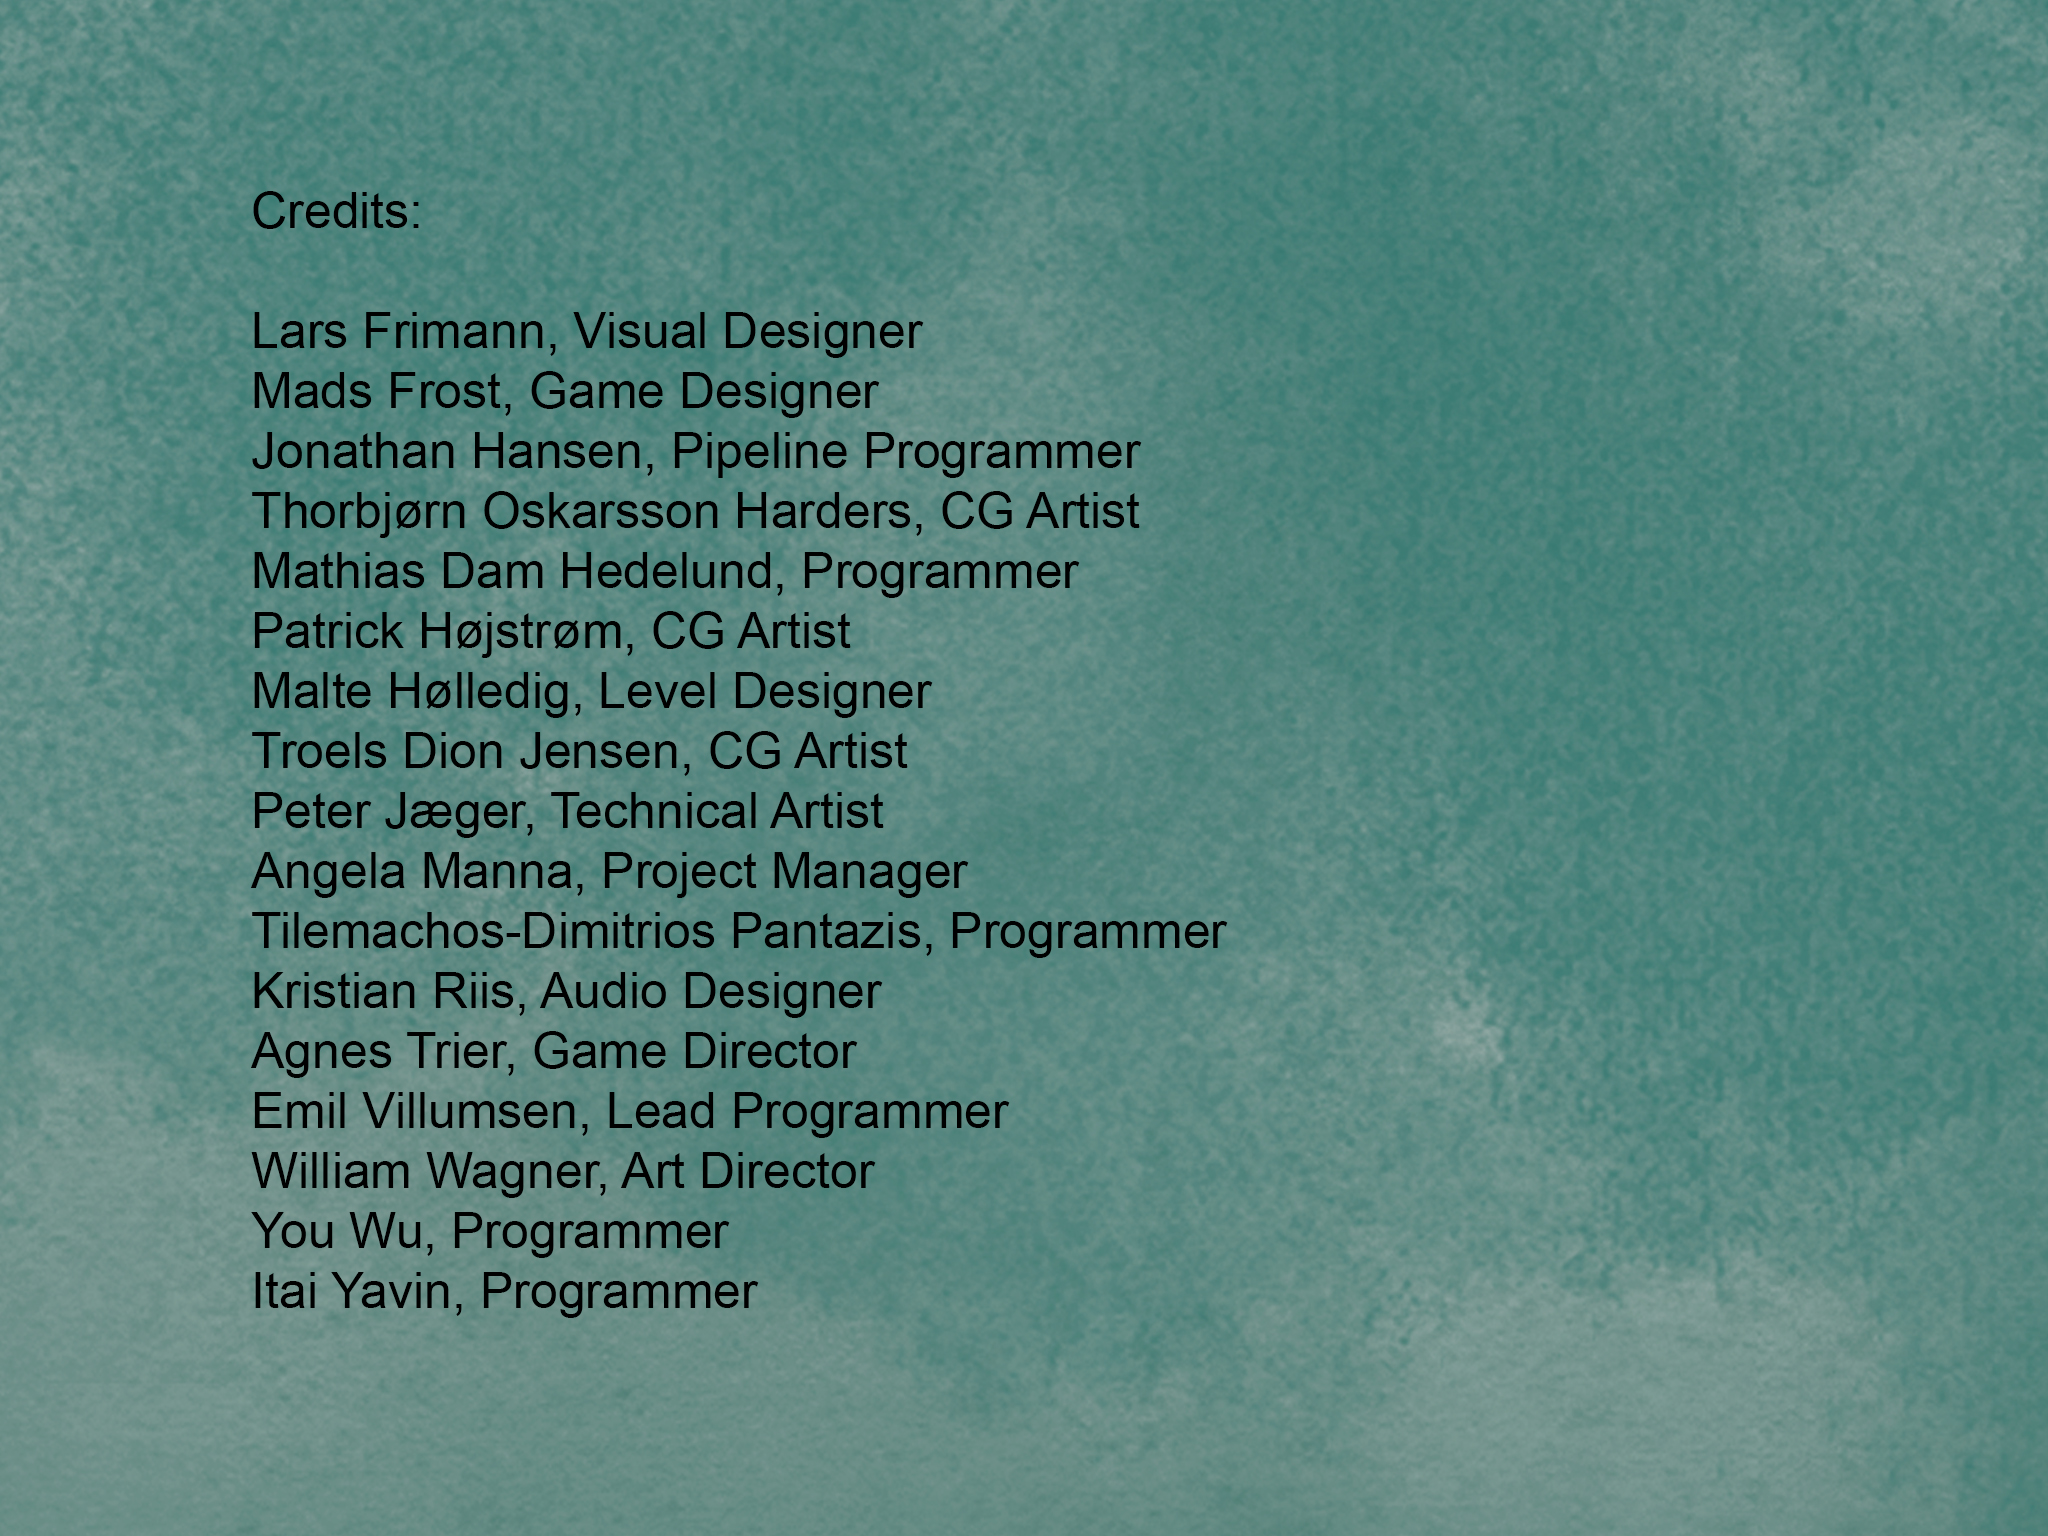 Credits:
Lars Frimann, Visual Designer
Mads Frost, Game Designer
Jonathan Hansen, Pipeline Programmer
Thorbjørn Oskarsson Harders, CG Artist
Mathias Dam Hedelund, Programmer
Patrick Højstrøm, CG Artist
Malte Hølledig, Level Designer
Troels Dion Jensen, CG Artist
Peter Jæger, Technical Artist
Angela Manna, Project Manager
Tilemachos-Dimitrios Pantazis, Programmer
Kristian Riis, Audio Designer
Agnes Trier, Game Director
Emil Villumsen, Lead Programmer
William Wagner, Art Director
You Wu, Programmer
Itai Yavin, Programmer